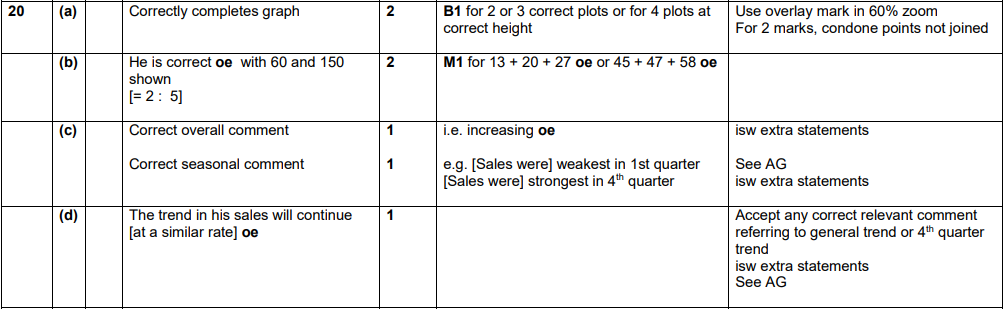 20 (a) Correctly completes graph 2 B1 for 2 or 3 correct plots or for 4 plots at Use overlay mark in 60% zoom
correct height For 2 marks, condone points not joined
(b) He is correct oe with 60 and 150 2 M1 for 13 + 20 + 27 oe or 45 + 47 + 58 oe
shown
[= 2 : 5]
(c) Correct overall comment 1 i.e. increasing oe isw extra statements
Correct seasonal comment 1 e.g. [Sales were] weakest in 1st quarter See AG
[Sales were] strongest in 4th quarter isw extra statements
(d) The trend in his sales will continue 1 Accept any correct relevant comment
[at a similar rate] oe referring to general trend or 4th quarter
trend
isw extra statements
See AG